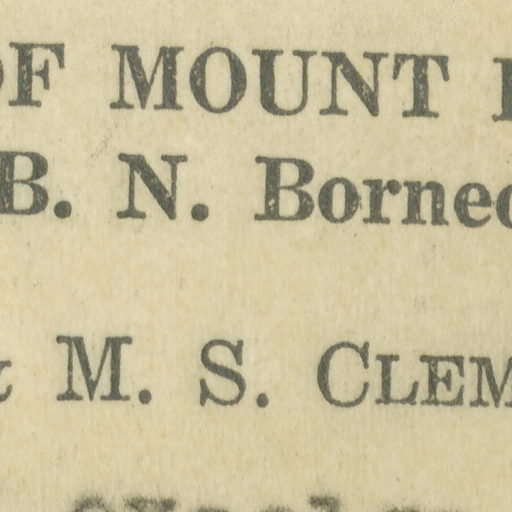 OF MOUNT
B. N. Borneo
& M. S. CLEM